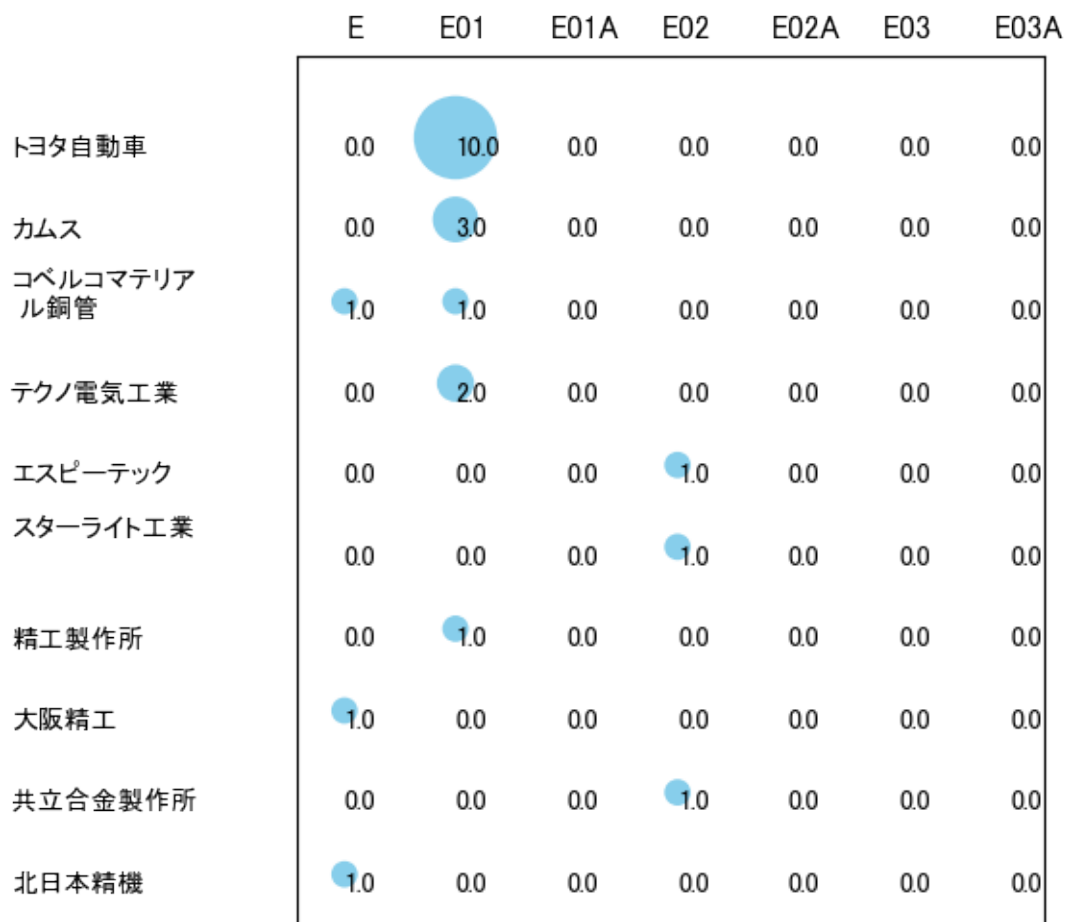 E E01 E01A E02 E02A E03 E03A
トヨタ自動車 0.0 10.0 0.0 0.0 0.0 0.0 0.0
カムス 0.0 3.0 0.0 0.0 0.0 0.0 0.0
コベルコマテリア
ル銅管 1.0 1.0 0.0 0.0 0.0 0.0 0.0
テクノ電気工業 0.0 2.0 0.0 0.0 0.0 0.0 0.0
エスピーテック 0.0 0.0 0.0 1.0 0.0 0.0 0.0
スターライト工業
0.0 0.0 0.0 1.0 0.0 0.0 0.0
精工製作所 0.0 1.0 0.0 0.0 0.0 0.0 0.0
大阪精工 1.0 0.0 0.0 0.0 0.0 0.0 0.0
共立合金製作所 0.0 0.0 0.0 1.0 0.0 0.0 0.0
北日本精機 1.0 0.0 0.0 0.0 0.0 0.0 0.0